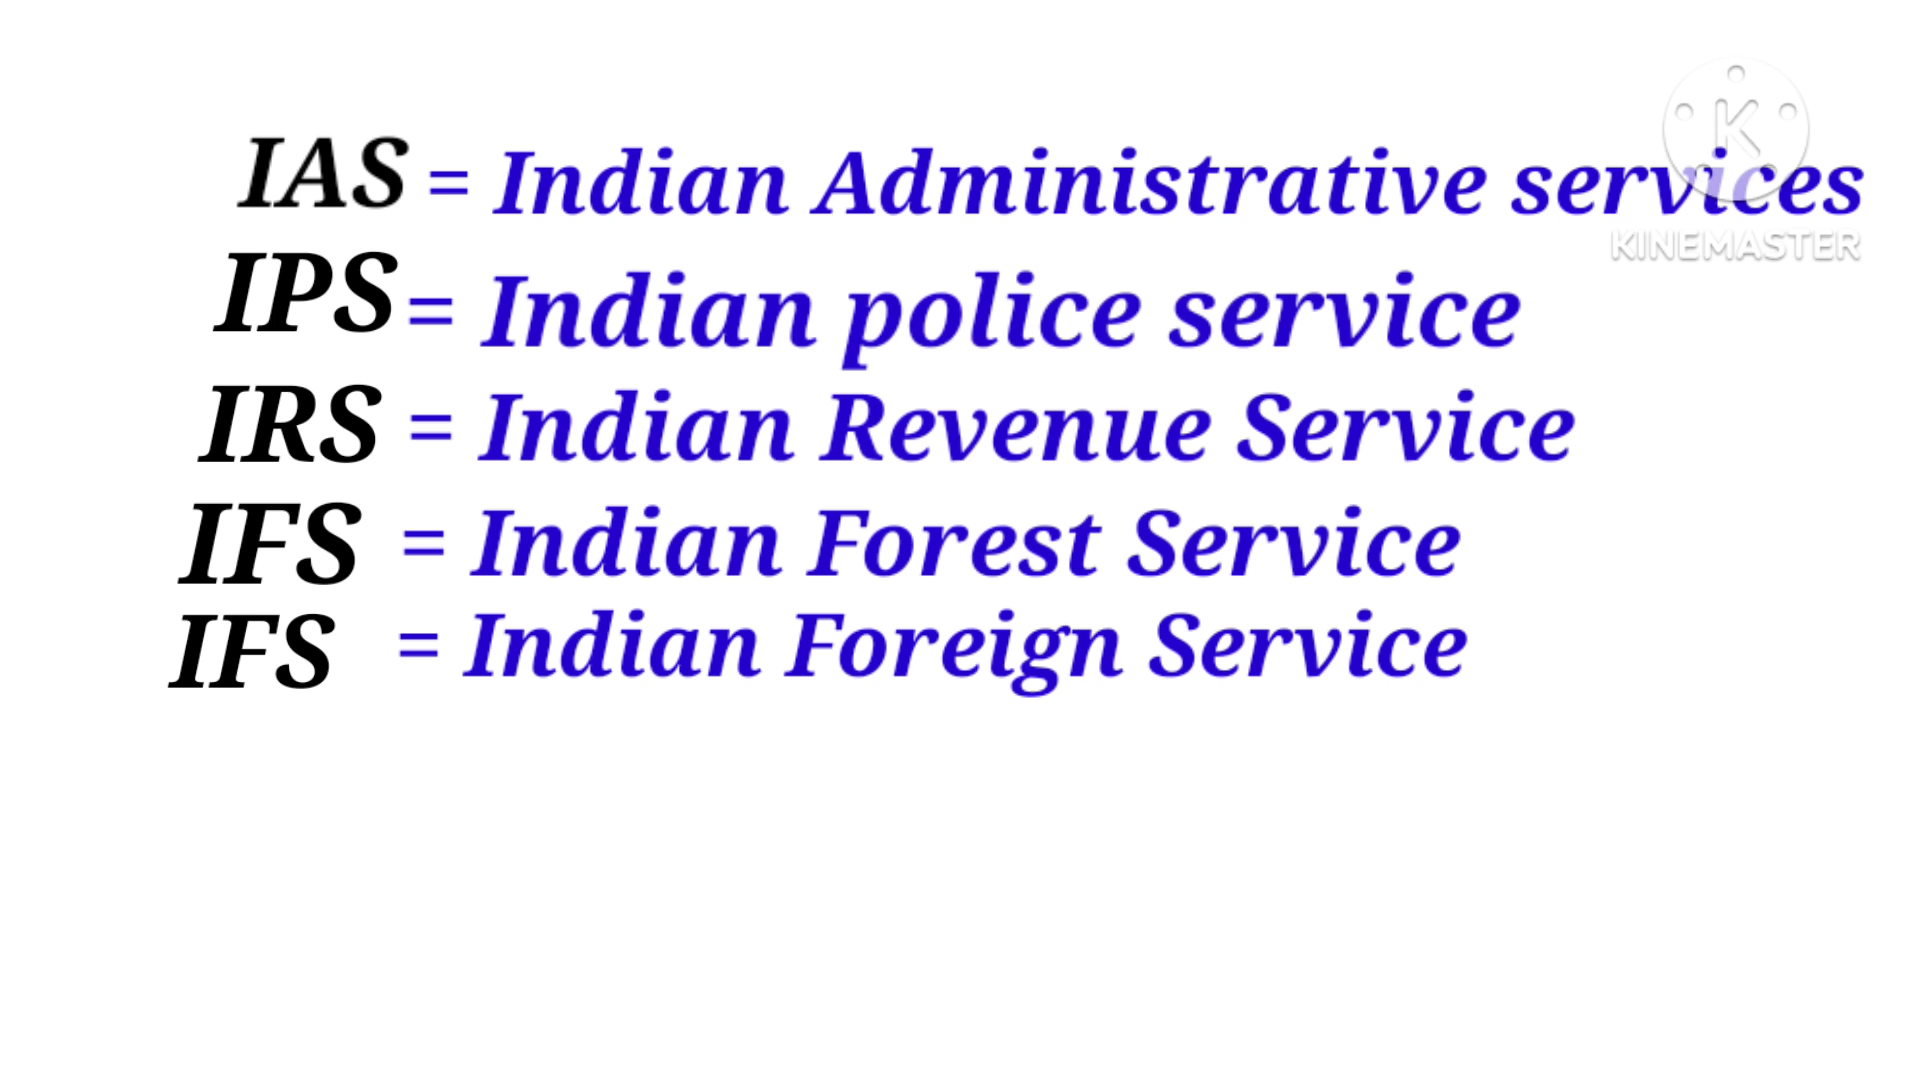 IAS = Indian Administrative services
KINEMASTER
IPS = Indian police service
IRS = Indian Revenue Service
IFS = Indian Forest Service
IFS = Indian Foreign Service